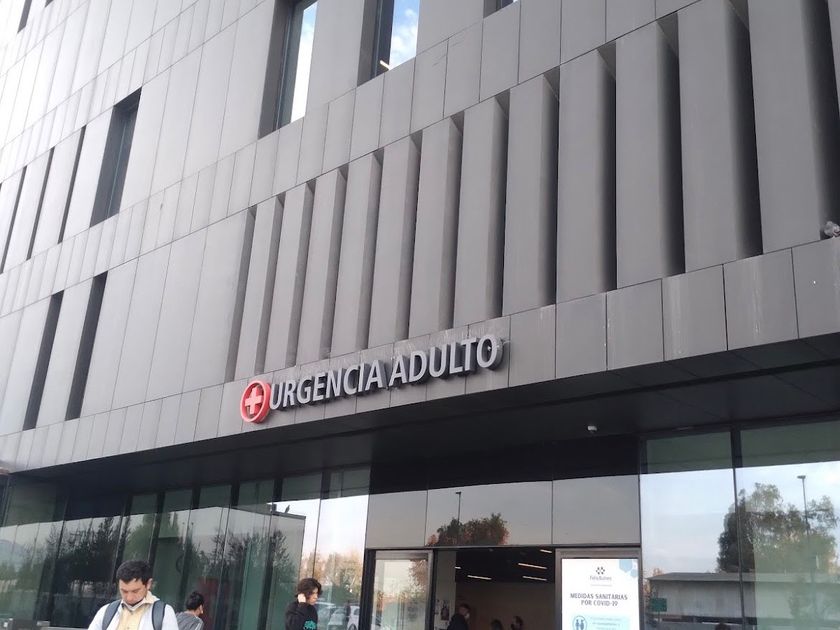 URGENCIA ADULTO
MEDIDAS SANITARIAS
POR COVID-19